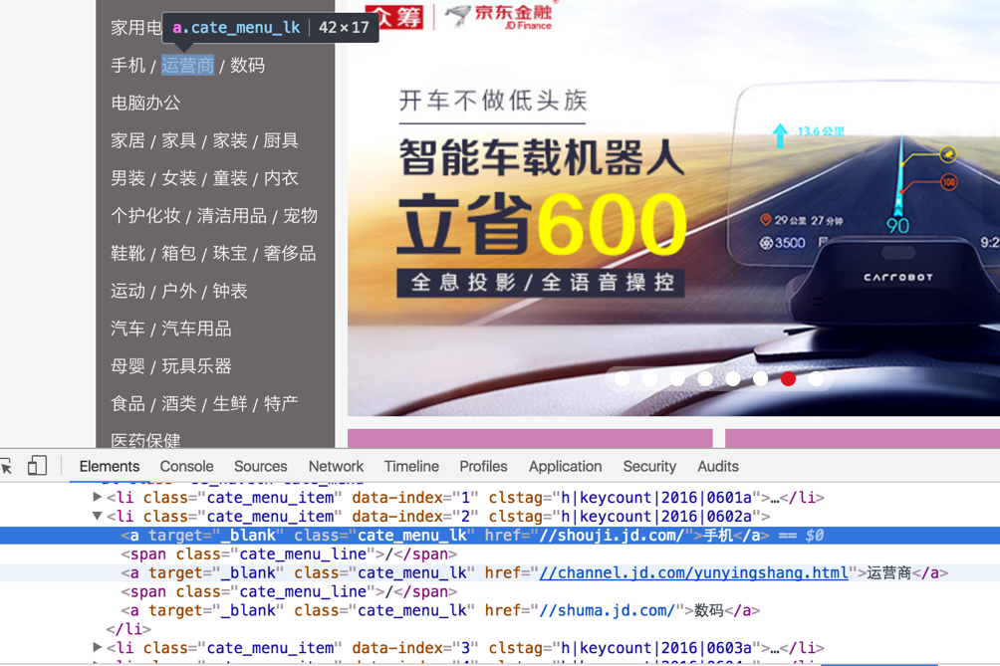 家用电
a.cate_menu_lk | 42×17
众筹 京东金融
JD Finance
手机 / 运营商 / 数码
电脑办公
家居 / 家具 / 家装 / 厨具
男装 / 女装 / 童装 / 内衣
个护化妆 / 清洁用品 / 宠物
鞋靴 / 箱包 / 珠宝 / 奢侈品
运动 / 户外 / 钟表
汽车 / 汽车用品
母婴 / 玩具乐器
食品 / 酒类 / 生鲜 / 特产
医药保健
开车不做低头族
智能车载机器人
立省600
全息投影/全语音操控
13.6 公里
100
29公里 27分钟
90
3500
9:2
CARROBOT
Elements Console Sources Network Timeline Profiles Application Security Audits
<li class="cate_menu_item" data-index="1" clstag="h|keycount|2016|0601a">…</li>
<li class="cate_menu_item" data-index="2" clstag="h|keycount|2016|0602a">
<a target="_blank" class="cate_menu_lk" href="//shouji.jd.com/">手机</a> == $0
<span class="cate_menu_line">/</span>
<a target="_blank" class="cate_menu_lk" href="//channel.jd.com/yunyingshang.html">运营商</a>
<span class="cate_menu_line">/</span>
<a target="_blank" class="cate_menu_lk" href="//shuma.jd.com/">数码</a>
</li>
<li class="cate_menu_item" data-index="3" clstag="h|keycount|2016|0603a">…</li>